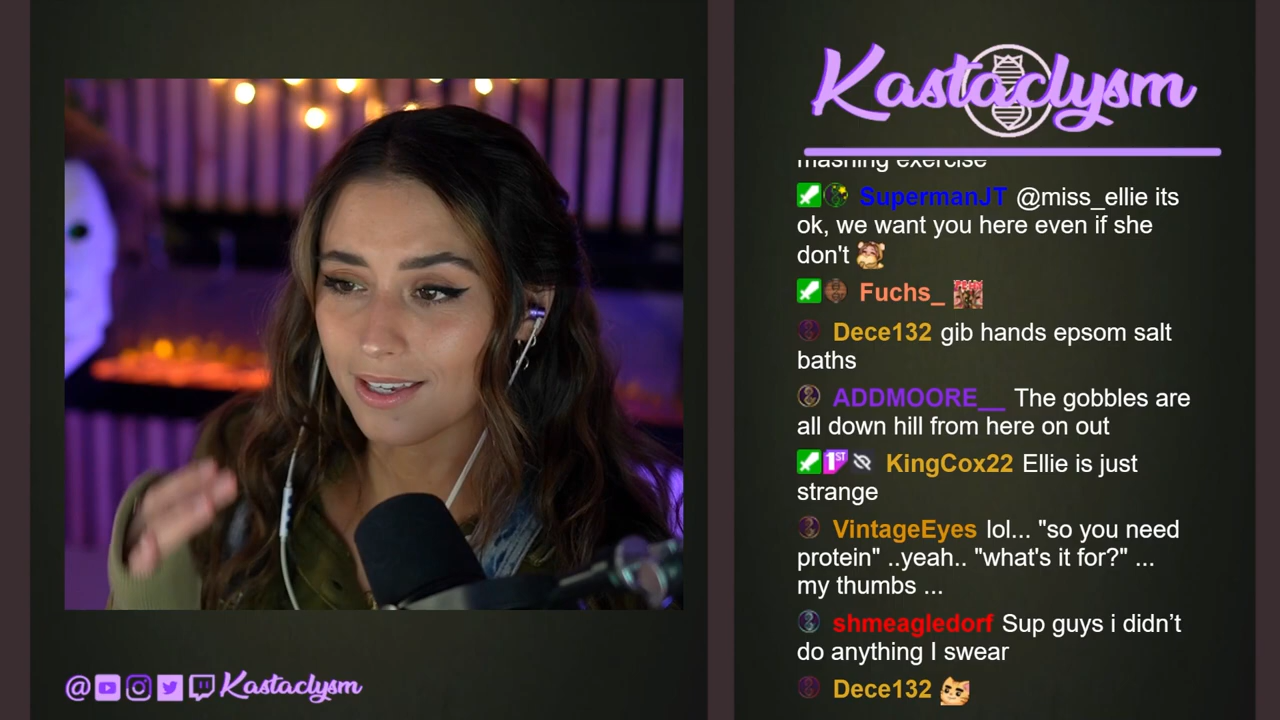 Kastaclysm
mashing exercise
SupermanJT @miss_ellie its
ok, we want you here even if she
don't
Fuchs_
Dece132 gib hands epsom salt
baths
ADDMOORE__ The gobbles are
all down hill from here on out
1ST KingCox22 Ellie is just
strange
VintageEyes lol... "so you need
protein" ..yeah.. "what's it for?" ...
my thumbs ...
shmeagledorf Sup guys i didn’t
do anything I swear
Dece132
@ Kastaclysm